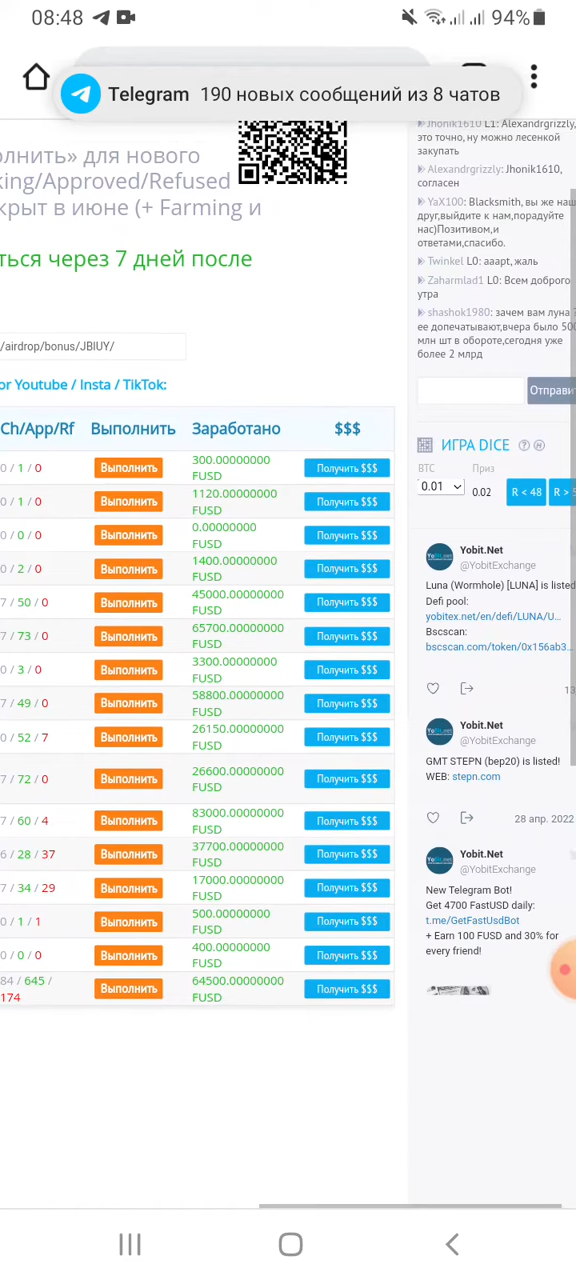 08:48
94%
Telegram 190 новых сообщений из 8 чатов
олнить» для нового
king/Approved/Refused
крыт в июне (+ Farming и
ться через 7 дней после
/airdrop/bonus/JBIUY/
or Youtube / Insta / TikTok:
Ch/App/Rf Выполнить Заработано $$$
0 / 1 / 0 Выполнить 300.00000000 FUSD Получить $$$
0 / 1 / 0 Выполнить 1120.00000000 FUSD Получить $$$
0 / 0 / 0 Выполнить 0.00000000 FUSD Получить $$$
0 / 2 / 0 Выполнить 1400.00000000 FUSD Получить $$$
7 / 50 / 0 Выполнить 45000.00000000 FUSD Получить $$$
7 / 73 / 0 Выполнить 65700.00000000 FUSD Получить $$$
0 / 3 / 0 Выполнить 3300.00000000 FUSD Получить $$$
7 / 49 / 0 Выполнить 58800.00000000 FUSD Получить $$$
0 / 52 / 7 Выполнить 26150.00000000 FUSD Получить $$$
7 / 72 / 0 Выполнить 26600.00000000 FUSD Получить $$$
7 / 60 / 4 Выполнить 83000.00000000 FUSD Получить $$$
6 / 28 / 37 Выполнить 37700.00000000 FUSD Получить $$$
7 / 34 / 29 Выполнить 17000.00000000 FUSD Получить $$$
0 / 1 / 1 Выполнить 500.00000000 FUSD Получить $$$
0 / 0 / 0 Выполнить 400.00000000 FUSD Получить $$$
84 / 645 / 174 Выполнить 64500.00000000 FUSD Получить $$$
Jhonik1610 L1: Alexandrgrizzly,
это точно, ну можно лесенкой
закупать
Alexandrgrizzly: Jhonik1610,
согласен
YaX100: Blacksmith, вы же наш
друг,выйдите к нам,порадуйте
нас)Позитивом,и
ответами,спасибо.
Twinkel L0: ааарt, жаль
Zaharmlad1 L0: Всем доброго
утра
shashok1980: зачем вам луна ?
ее допечатывают,вчера было 500
млн шт в обороте,сегодня уже
более 2 млрд
Отправи
ИГРА DICE
BTC Приз
0.01 0.02 R < 48 R > 5
Yobit.Net
@YobitExchange
Luna (Wormhole) [LUNA] is listed
Defi pool:
yobitex.net/en/defi/LUNA/U...
Bscscan:
bscscan.com/token/0x156ab3...
13
Yobit.Net
@YobitExchange
GMT STEPN (bep20) is listed!
WEB: stepn.com
28 апр. 2022
Yobit.Net
@YobitExchange
New Telegram Bot!
Get 4700 FastUSD daily:
t.me/GetFastUsdBot
+ Earn 100 FUSD and 30% for
every friend!